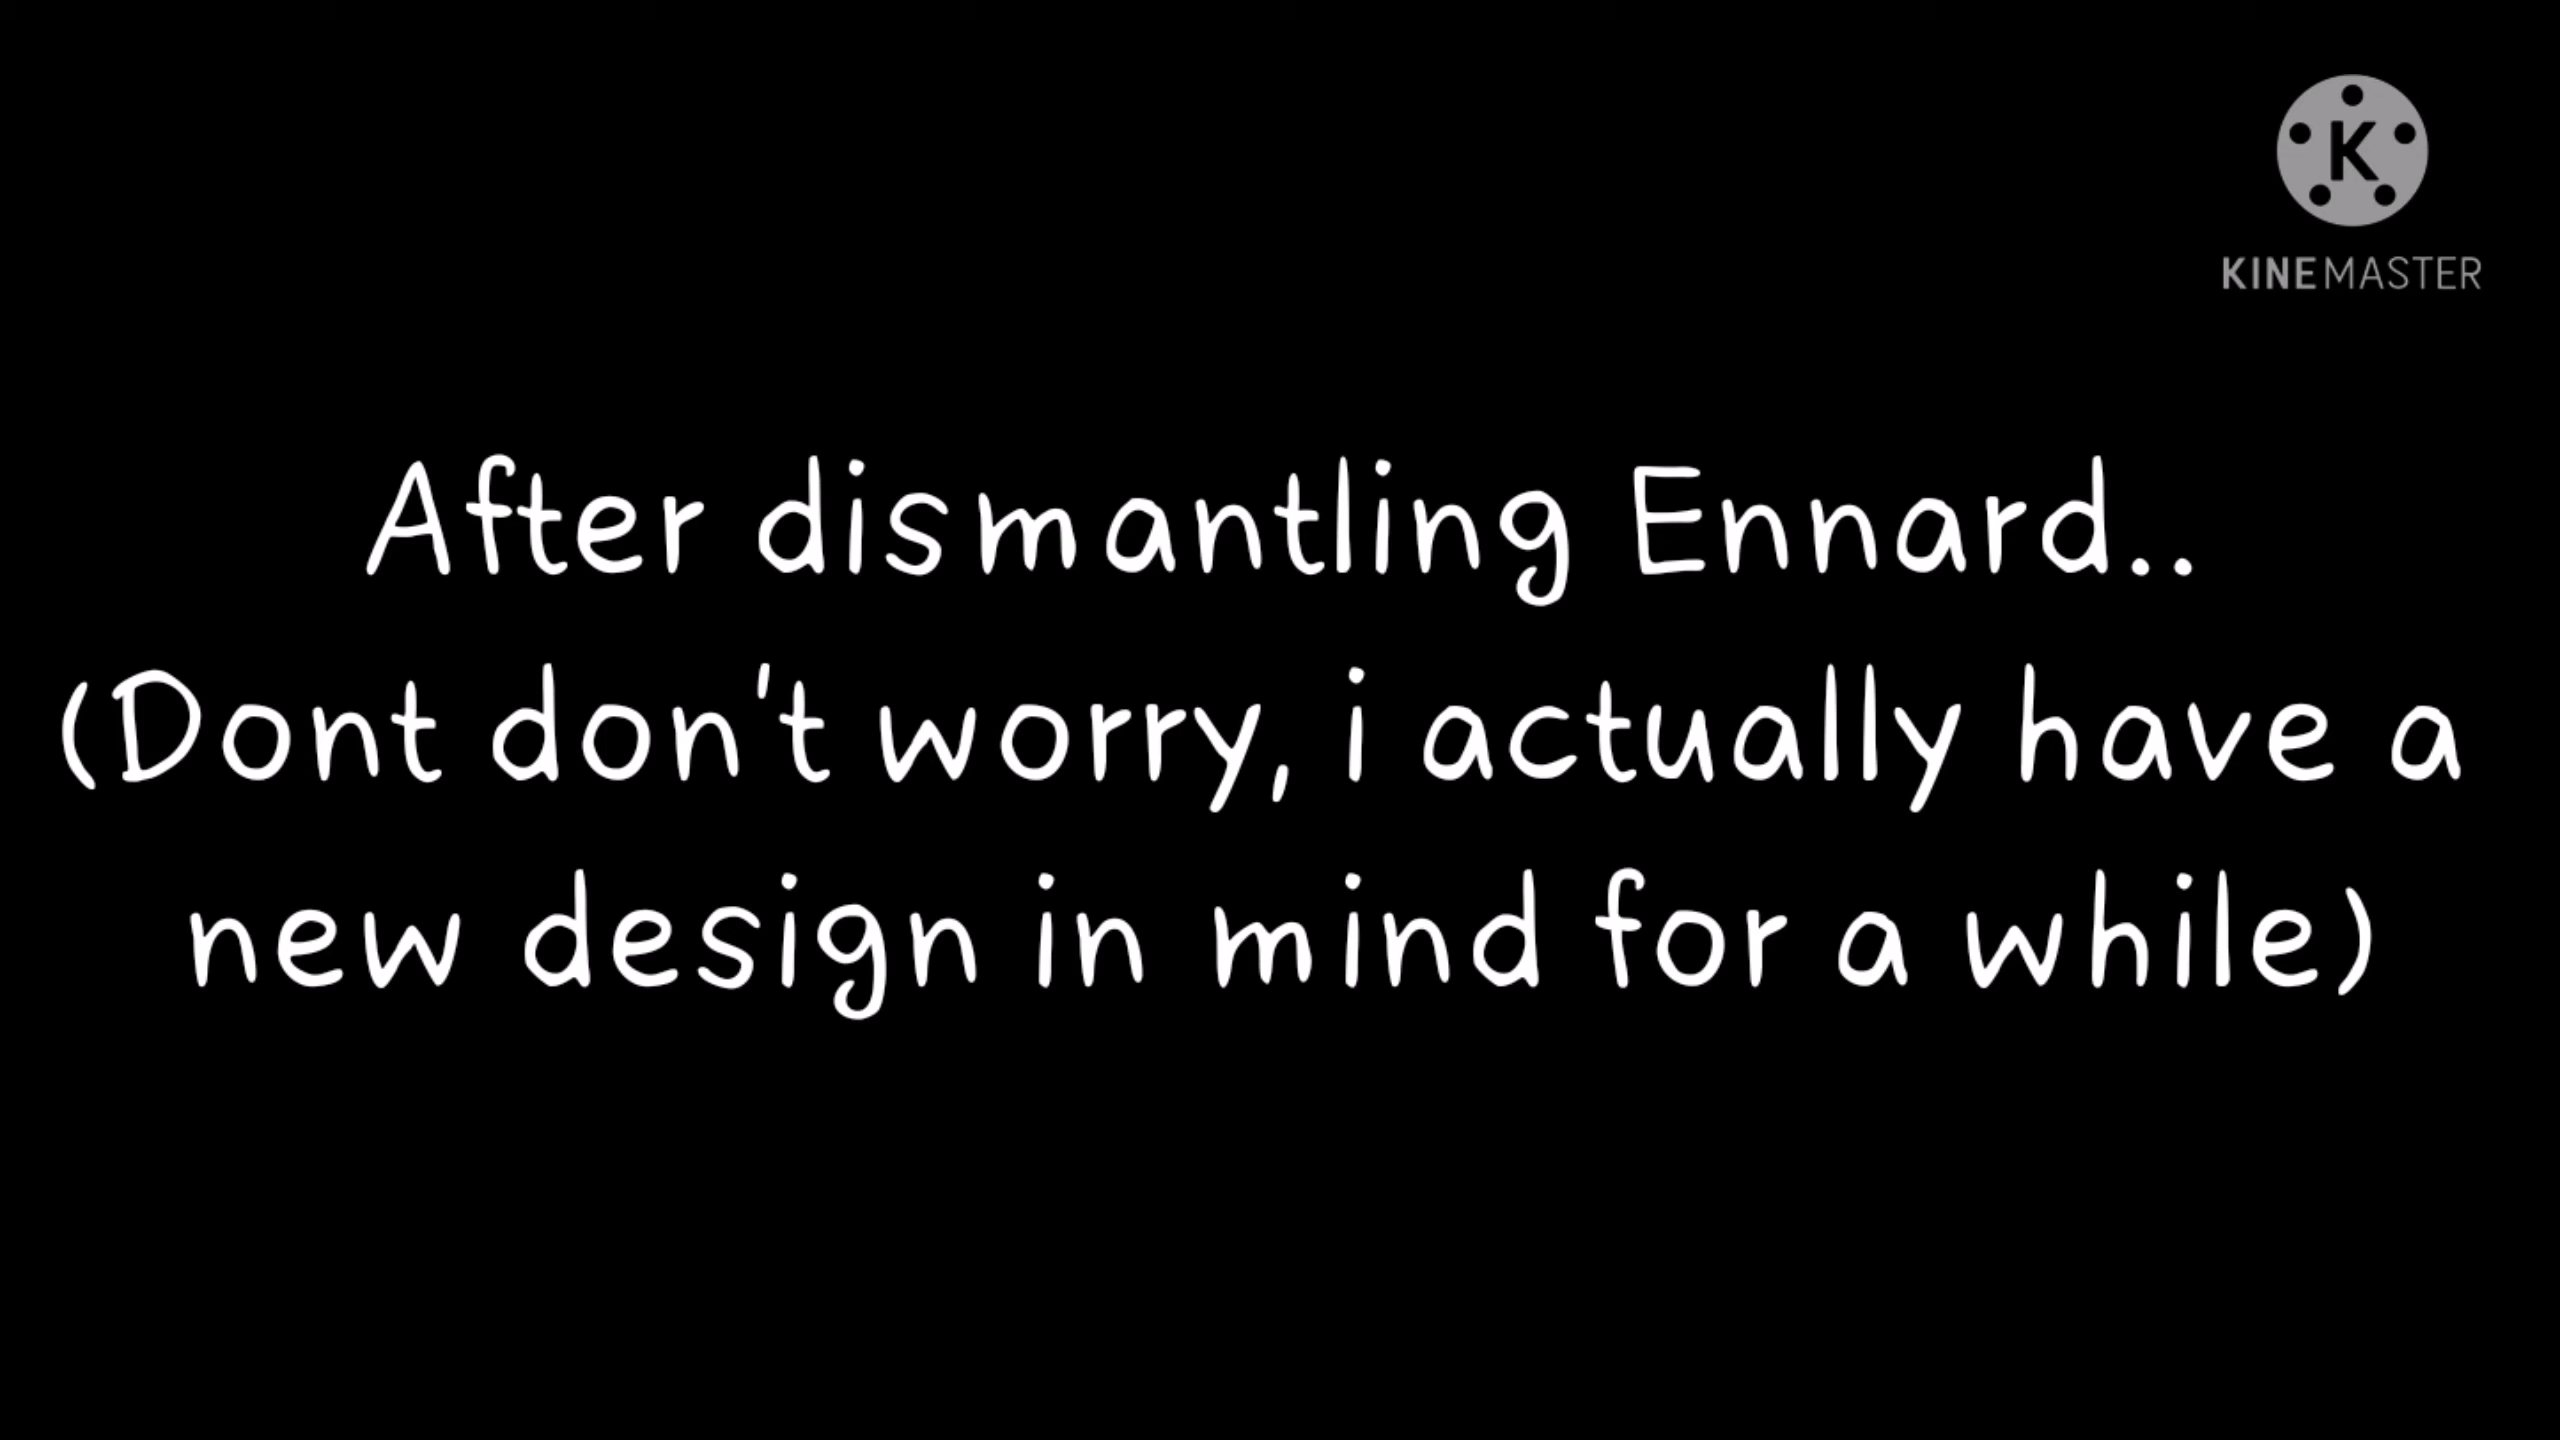 K
KINEMASTER
After dismantling Ennard..
(Dont don't worry, i actually have a
new design in mind for a while)